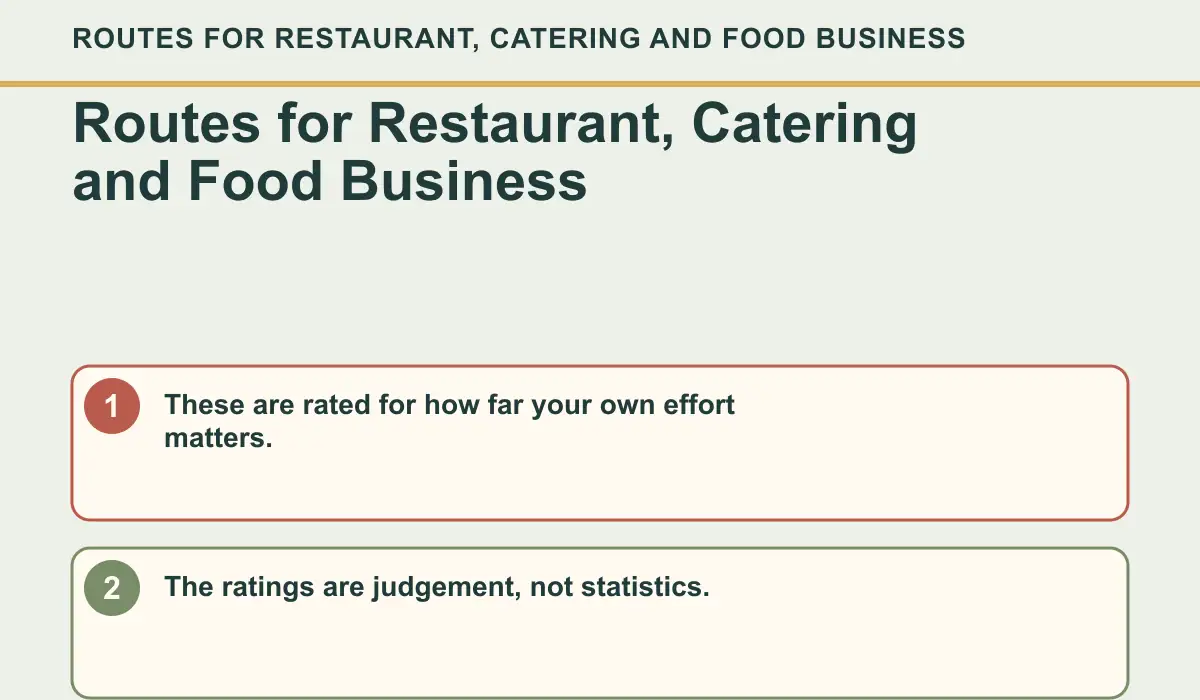 ROUTES FOR RESTAURANT, CATERING AND FOOD BUSINESS
Routes for Restaurant, Catering
and Food Business
1
These are rated for how far your own effort
matters.
2
The ratings are judgement, not statistics.